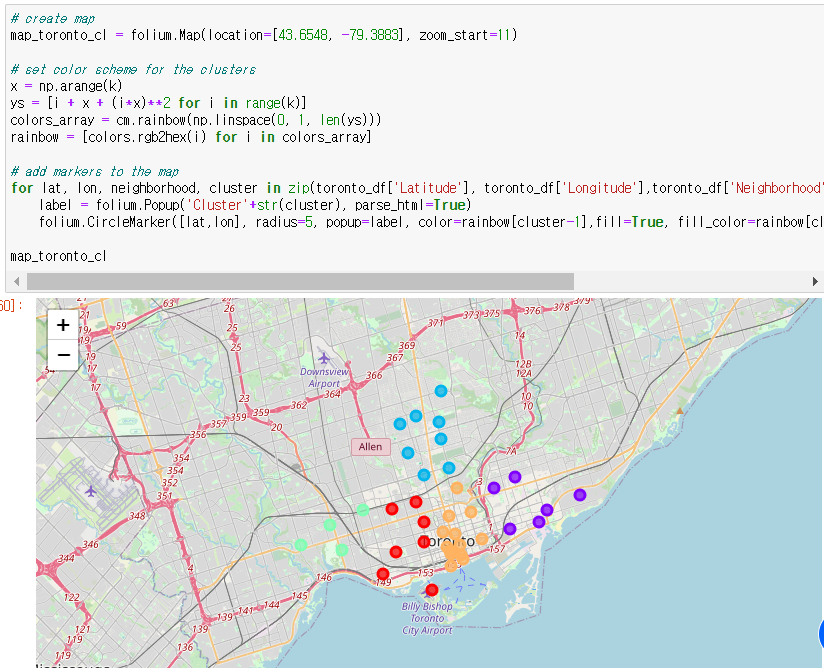 # create map
map_toronto_cl = folium.Map(location=[43.6548, -79.3883], zoom_start=11)
# set color scheme for the clusters
x = np.arange(k)
ys = [i + x + (i*x)**2 for i in range(k)]
colors_array = cm.rainbow(np.linspace(0, 1, len(ys)))
rainbow = [colors.rgb2hex(i) for i in colors_array]
# add markers to the map
for lat, lon, neighborhood, cluster in zip(toronto_df['Latitude'], toronto_df['Longitude'],toronto_df['Neighborhood'
label = folium.Popup('Cluster'+str(cluster), parse_html=True)
folium.CircleMarker([lat,lon], radius=5, popup=label, color=rainbow[cluster-1],fill=True, fill_color=rainbow[cl
map_toronto_cl
60]:
+
−
63
26
371
373
375
376
378
379
19
59
25
369
14
19
25
367
17
Downsview
Airport
366
12B
12A
17
364
23
362
10
359
359
10
357
356
20
Allen
354
7A
354
352
351
3
348
1
Toronto
346
157
344
153
146
149
145
122
144
4
141
139
139
121
Billy Bishop
Toronto
City Airport
136
119